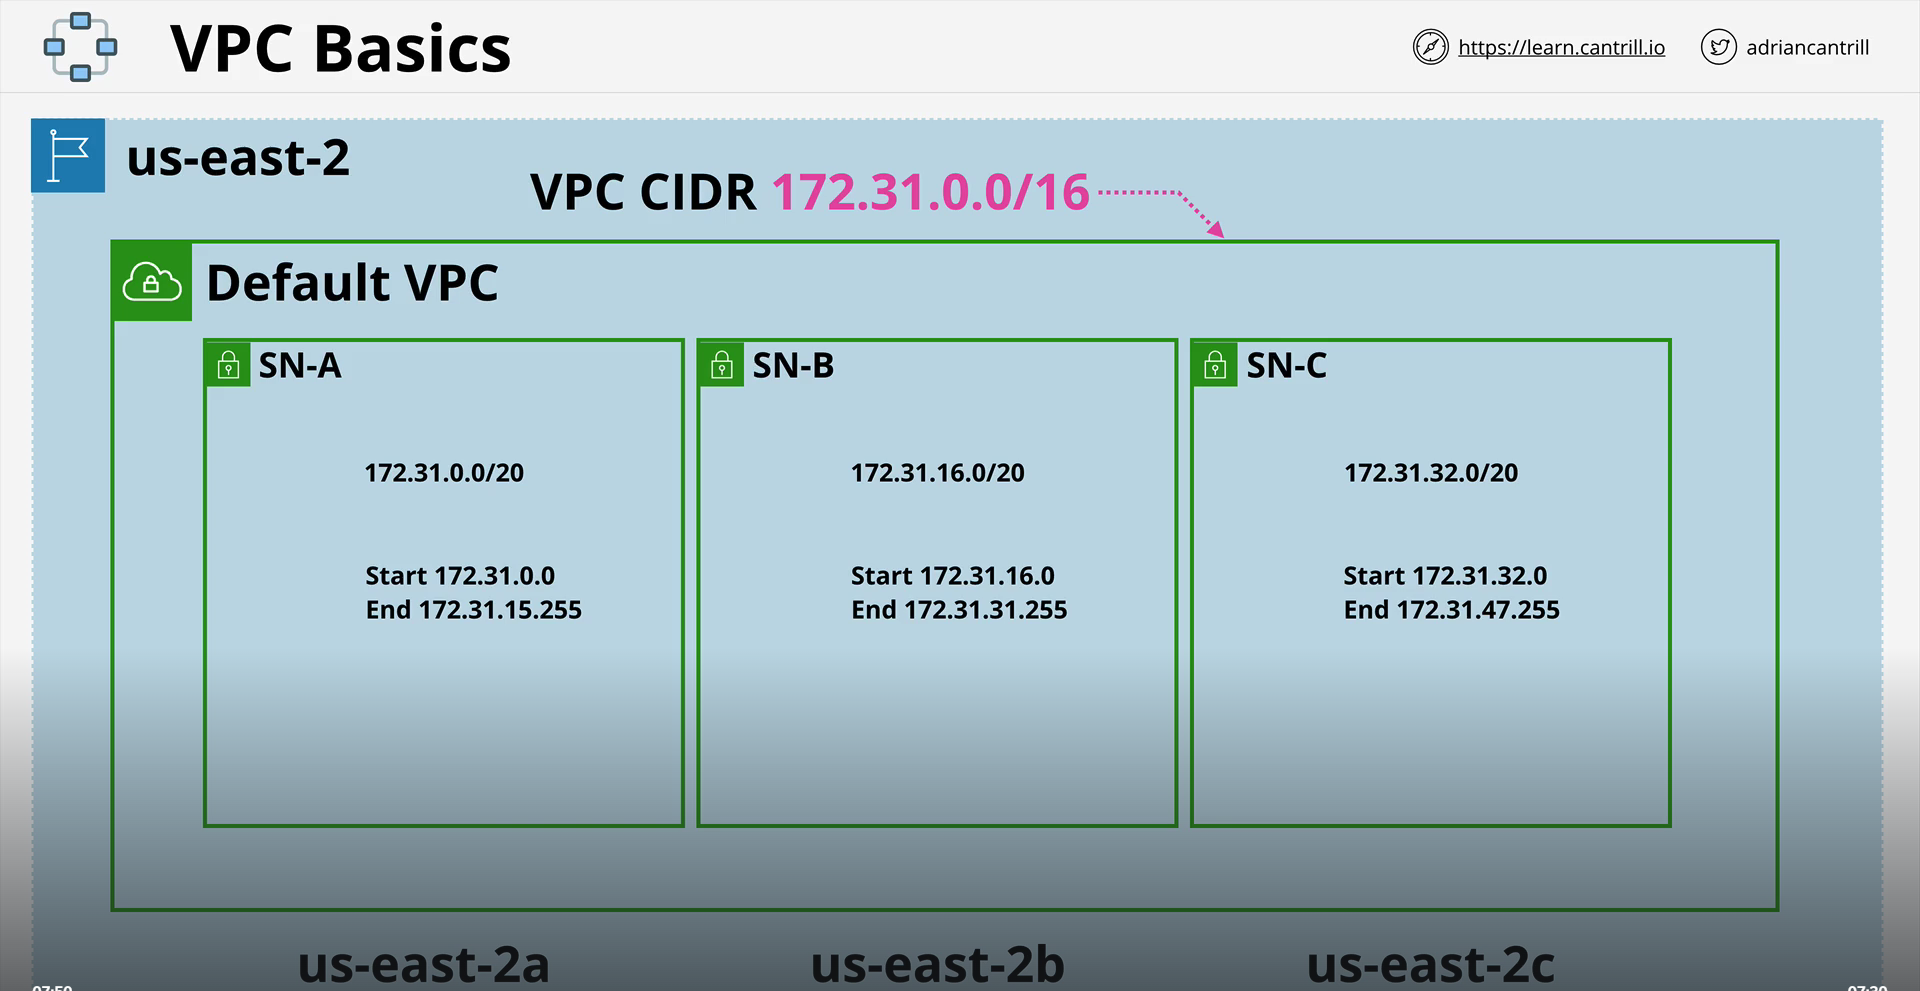 VPC Basics
https://learn.cantrill.io
adriancantrill
us-east-2
VPC CIDR 172.31.0.0/16
Default VPC
SN-A
172.31.0.0/20
Start 172.31.0.0
End 172.31.15.255
SN-B
172.31.16.0/20
Start 172.31.16.0
End 172.31.31.255
SN-C
172.31.32.0/20
Start 172.31.32.0
End 172.31.47.255
us-east-2a
us-east-2b
us-east-2c